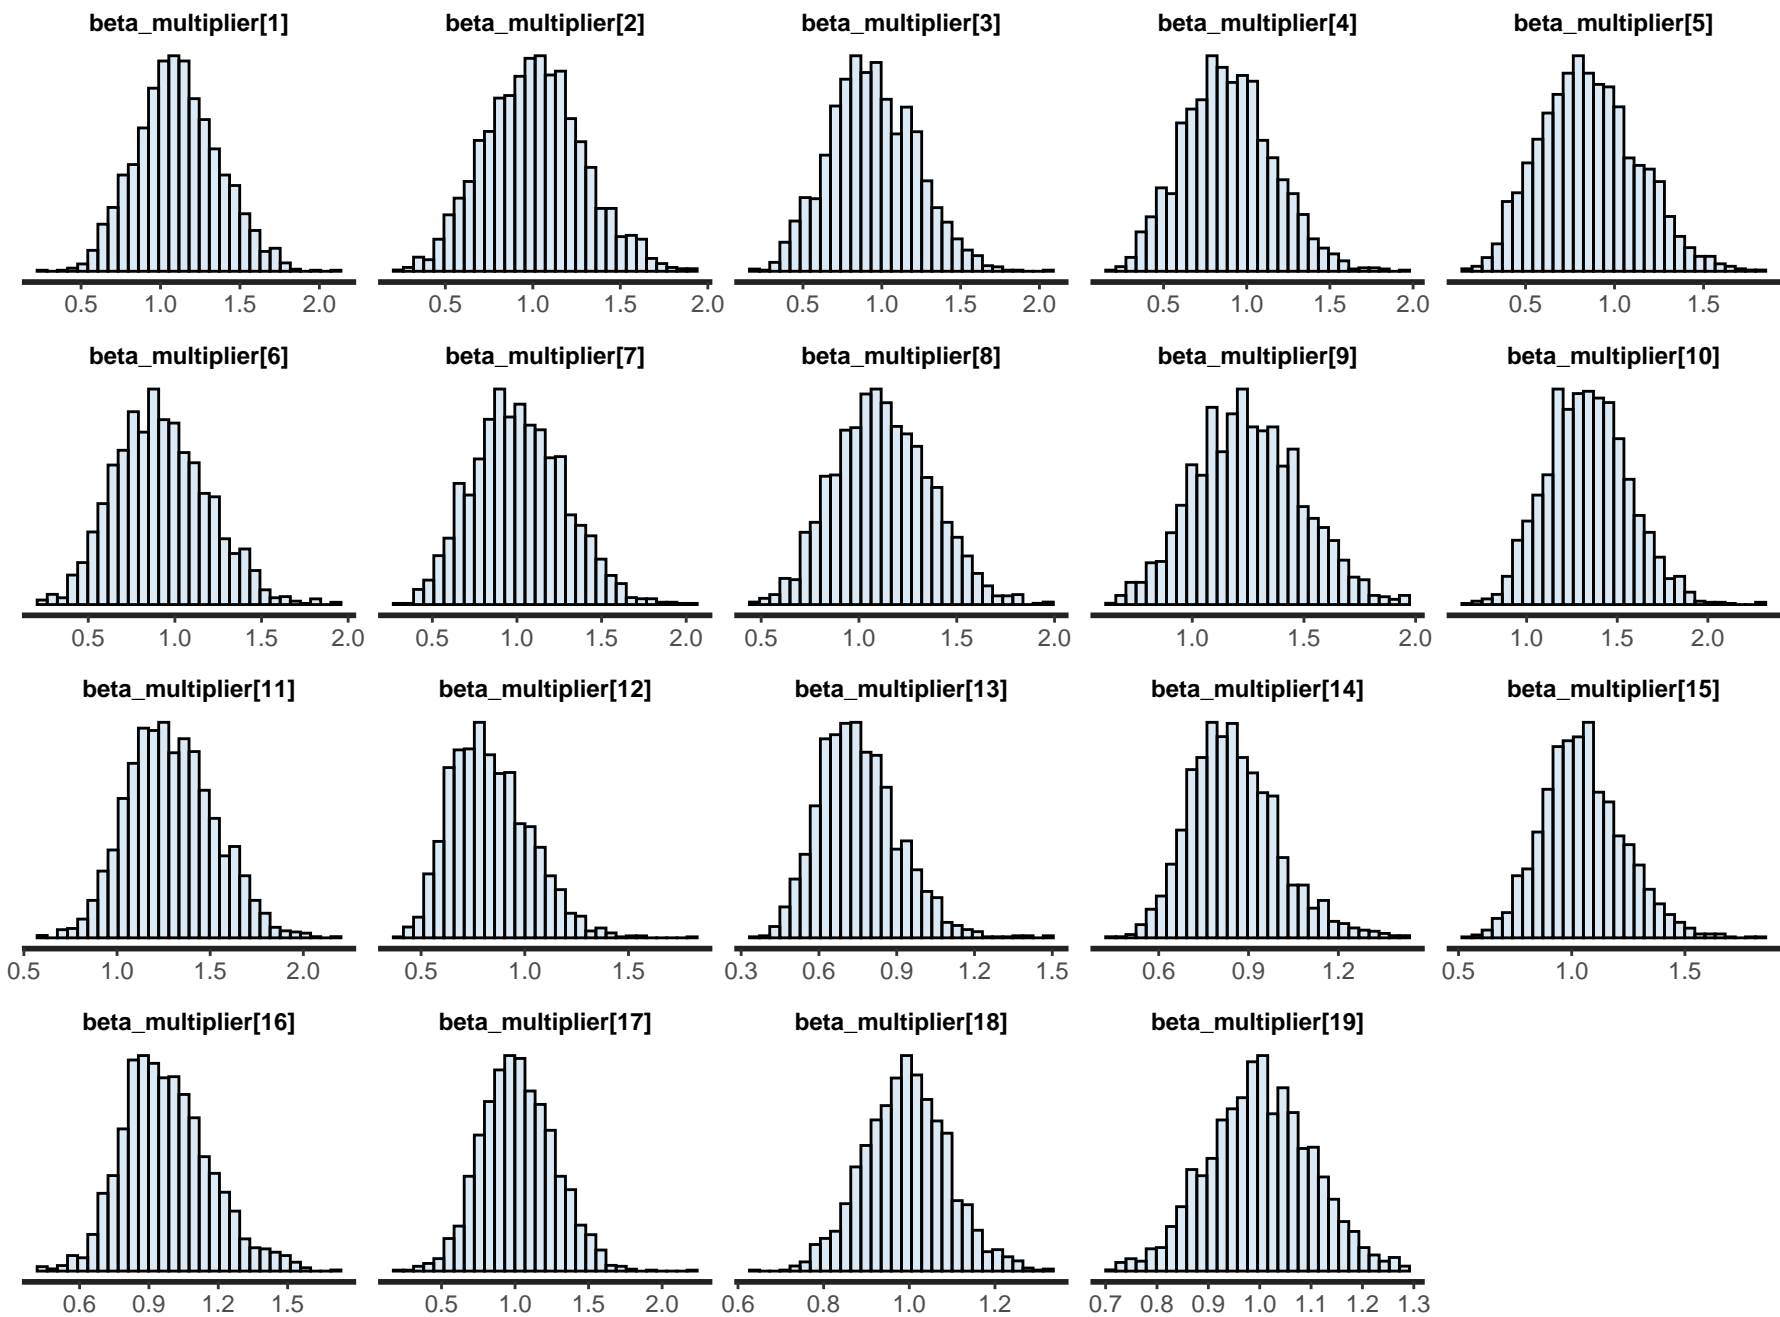 beta_multiplier[1] beta_multiplier[2] beta_multiplier[3] beta_multiplier[4] beta_multiplier[5]
0.5 1.0 1.5 2.0 0.5 1.0 1.5 2.0 0.5 1.0 1.5 2.0 0.5 1.0 1.5 2.0 0.5 1.0 1.5
beta_multiplier[6] beta_multiplier[7] beta_multiplier[8] beta_multiplier[9] beta_multiplier[10]
0.5 1.0 1.5 2.0 0.5 1.0 1.5 2.0 0.5 1.0 1.5 2.0 1.0 1.5 2.0 1.0 1.5 2.0
beta_multiplier[11] beta_multiplier[12] beta_multiplier[13] beta_multiplier[14] beta_multiplier[15]
0.5 1.0 1.5 2.0 0.5 1.0 1.5 0.3 0.6 0.9 1.2 1.5 0.6 0.9 1.2 0.5 1.0 1.5
beta_multiplier[16] beta_multiplier[17] beta_multiplier[18] beta_multiplier[19]
0.6 0.9 1.2 1.5 0.5 1.0 1.5 2.0 0.6 0.8 1.0 1.2 0.7 0.8 0.9 1.0 1.1 1.2 1.3